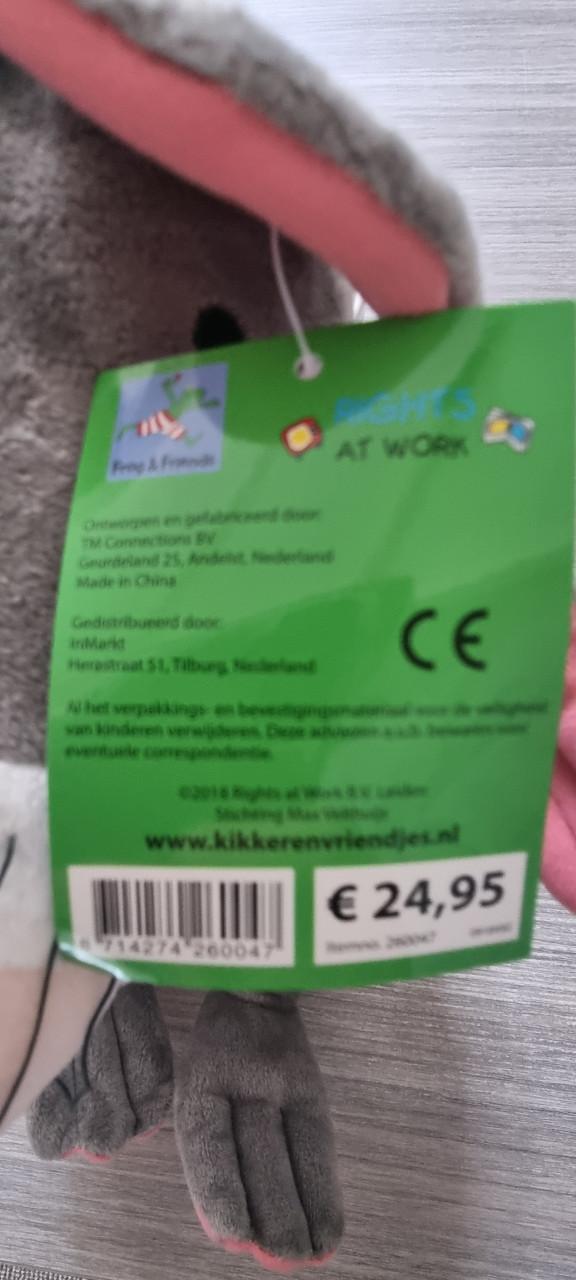 Frog & Friends
RIGHTS
AT WORK
Ontworpen en gefabriceerd door:
TM Connections BV
Geurdeland 25, Andelst, Nederland
Made in China
Gedistribueerd door:
InMarkt
Herastraat 51, Tilburg, Nederland
CE
Al het verpakkings- en bevestigingsmateriaal voor de veiligheid
van kinderen verwijderen. Deze adressen a.u.b. bewaren voor
eventuele correspondentie.
©2018 Rights at Work B.V. Leiden
Stichting Max Velthuijs
www.kikkerenvriendjes.nl
8 714274 260047
€ 24,95
Itemno. 260047